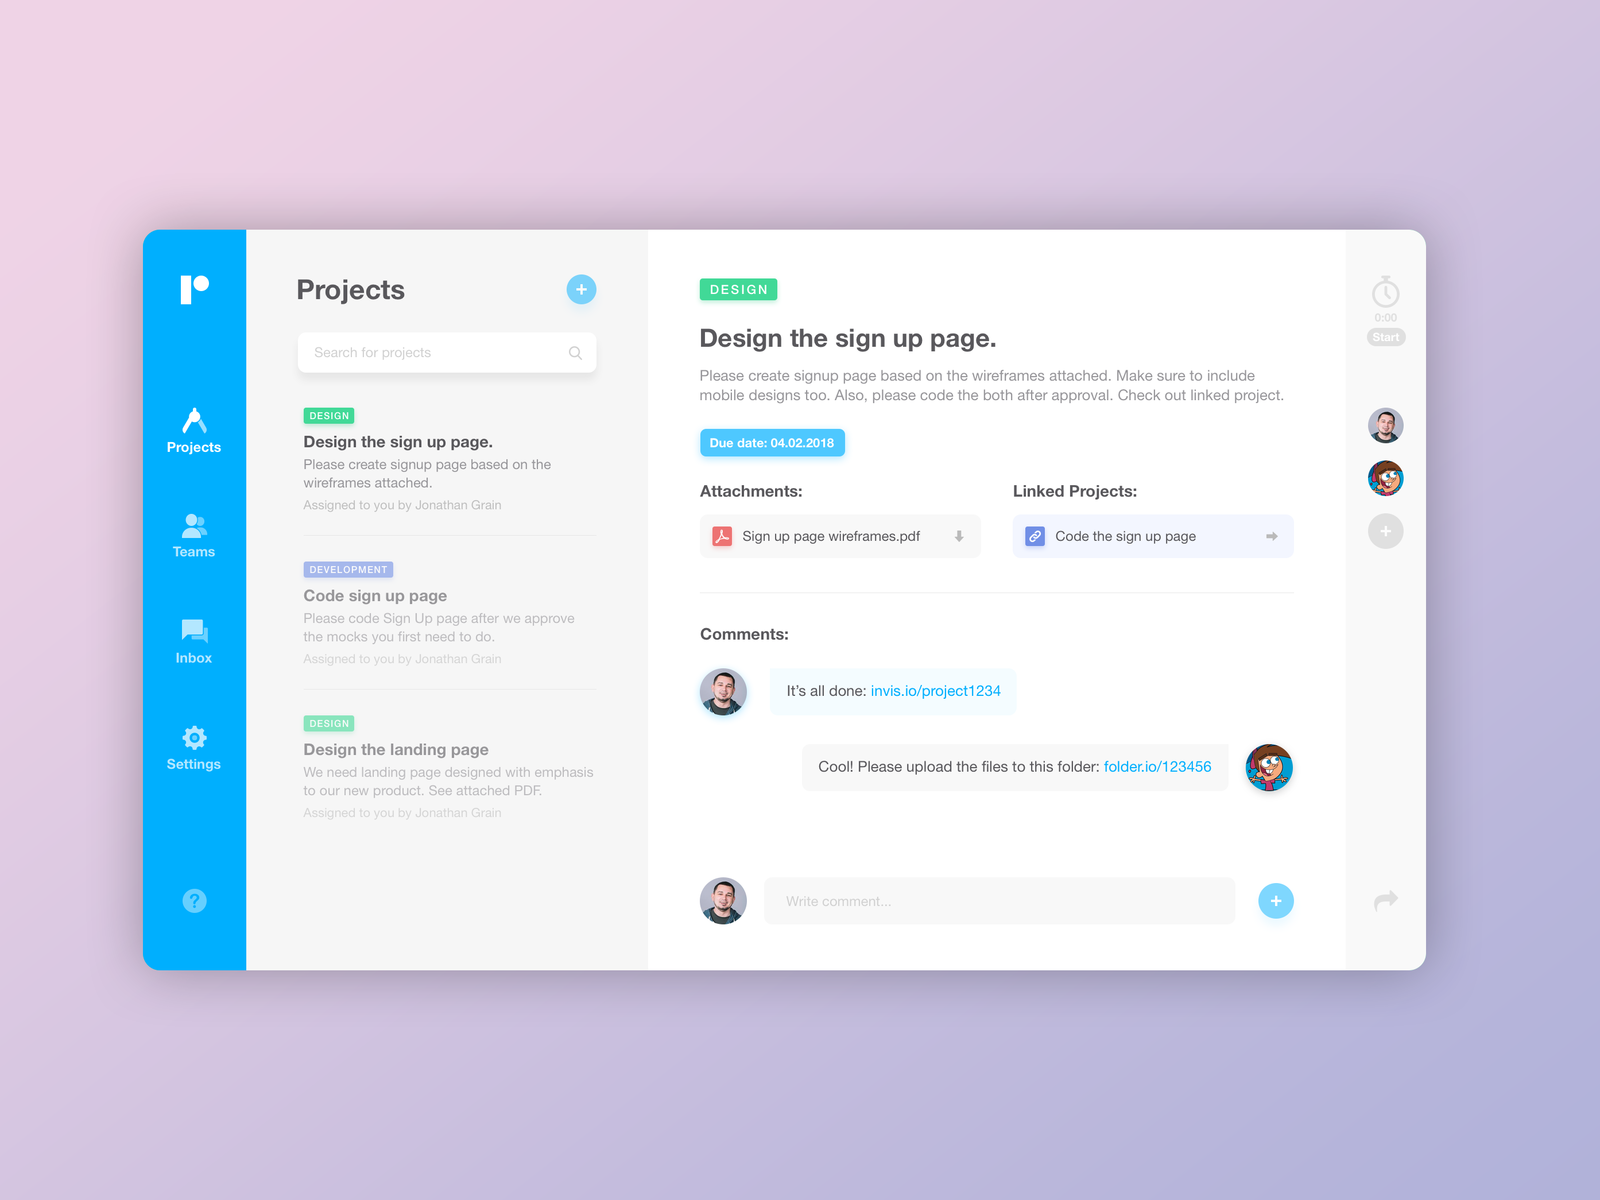 Projects
Teams
Inbox
Settings
?
Projects
+
Search for projects
DESIGN
Design the sign up page.
Please create signup page based on the
wireframes attached.
Assigned to you by Jonathan Grain
DEVELOPMENT
Code sign up page
Please code Sign Up page after we approve
the mocks you first need to do.
Assigned to you by Jonathan Grain
DESIGN
Design the landing page
We need landing page designed with emphasis
to our new product. See attached PDF.
Assigned to you by Jonathan Grain
DESIGN
Design the sign up page.
Please create signup page based on the wireframes attached. Make sure to include
mobile designs too. Also, please code the both after approval. Check out linked project.
Due date: 04.02.2018
Attachments:
Sign up page wireframes.pdf
Linked Projects:
Code the sign up page
Comments:
It's all done: invis.io/project1234
Cool! Please upload the files to this folder: folder.io/123456
Write comment...
+
0:00
Start
+